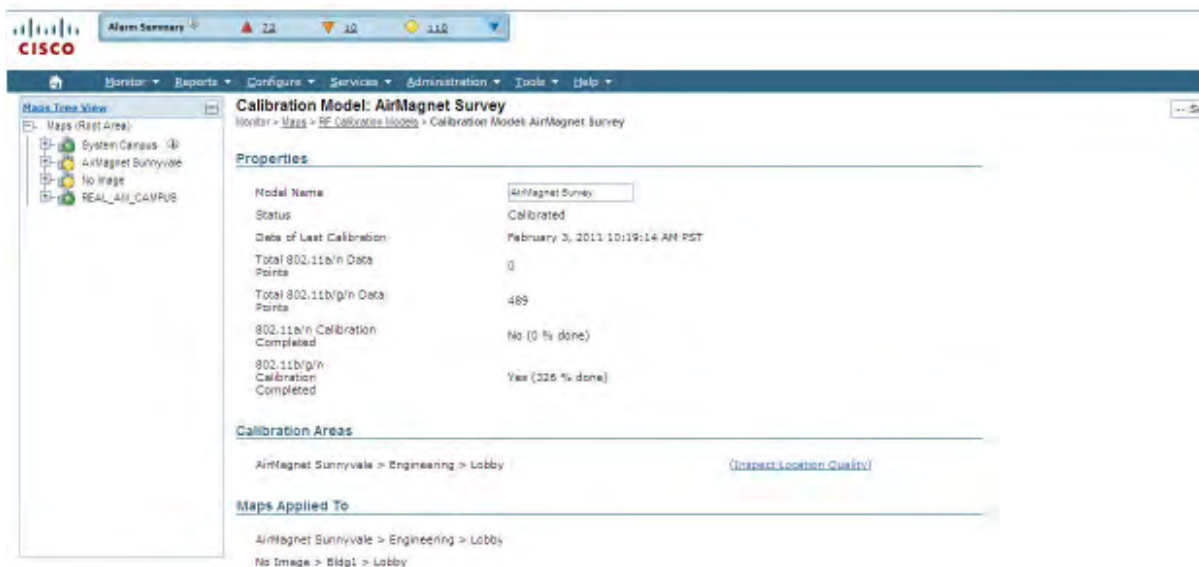 Alarm Summary 72 10 110
CISCO
Monitor Reports Configure Services Administration Tools Help
Maps Tree View
Maps (Root Area)
System Campus
AirMagnet Sunnyvale
No Image
REAL_AM_CAMPUS
Calibration Model: AirMagnet Survey
Monitor > Maps > RF Calibration Models > Calibration Model: AirMagnet Survey
Properties
Model Name AirMagnet Survey
Status Calibrated
Date of Last Calibration February 3, 2011 10:19:14 AM PST
Total 802.11a/n Data
Points 0
Total 802.11b/g/n Data
Points 489
802.11a/n Calibration
Completed No (0 % done)
802.11b/g/n
Calibration
Completed Yes (326 % done)
Calibration Areas
AirMagnet Sunnyvale > Engineering > Lobby (Inspect Location Quality)
Maps Applied To
AirMagnet Sunnyvale > Engineering > Lobby
No Image > Bldg1 > Lobby